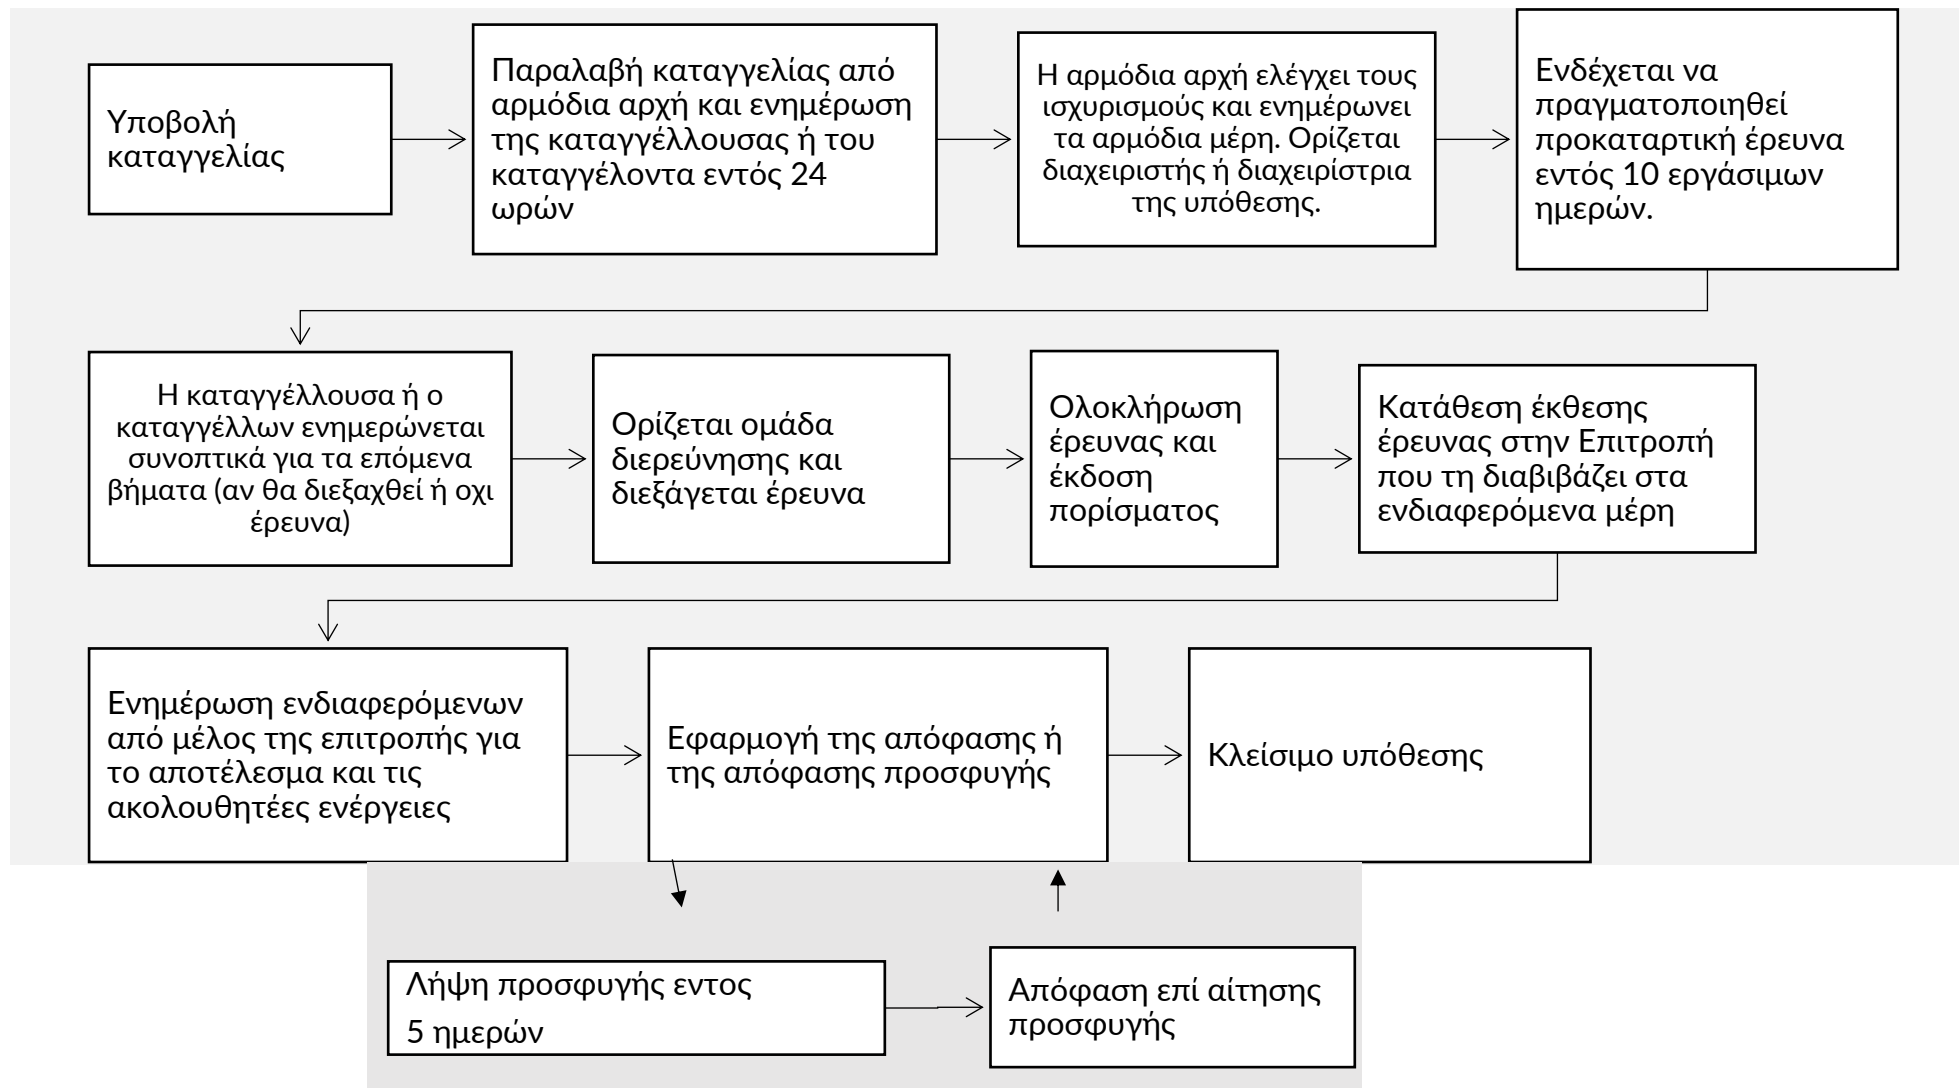 Υποβολή
καταγγελίας
Παραλαβή καταγγελίας από
αρμόδια αρχή και ενημέρωση
της καταγγέλλουσας ή του
καταγγέλοντα εντός 24
ωρών
Η αρμόδια αρχή ελέγχει τους
ισχυρισμούς και ενημέρωνει
τα αρμόδια μέρη. Ορίζεται
διαχειριστής ή διαχειρίστρια
της υπόθεσης.
Ενδέχεται να
πραγματοποιηθεί
προκαταρτική έρευνα
εντός 10 εργάσιμων
ημερών.
Η καταγγέλλουσα ή ο
καταγγέλλων ενημερώνεται
συνοπτικά για τα επόμενα
βήματα (αν θα διεξαχθεί ή οχι
έρευνα)
Ορίζεται ομάδα
διερεύνησης και
διεξάγεται έρευνα
Ολοκλήρωση
έρευνας και
έκδοση
πορίσματος
Κατάθεση έκθεσης
έρευνας στην Επιτροπή
που τη διαβιβάζει στα
ενδιαφερόμενα μέρη
Ενημέρωση ενδιαφερόμενων
από μέλος της επιτροπής για
το αποτέλεσμα και τις
ακολουθητέες ενέργειες
Εφαρμογή της απόφασης ή
της απόφασης προσφυγής
Κλείσιμο υπόθεσης
Λήψη προσφυγής εντος
5 ημερών
Απόφαση επί αίτησης
προσφυγής